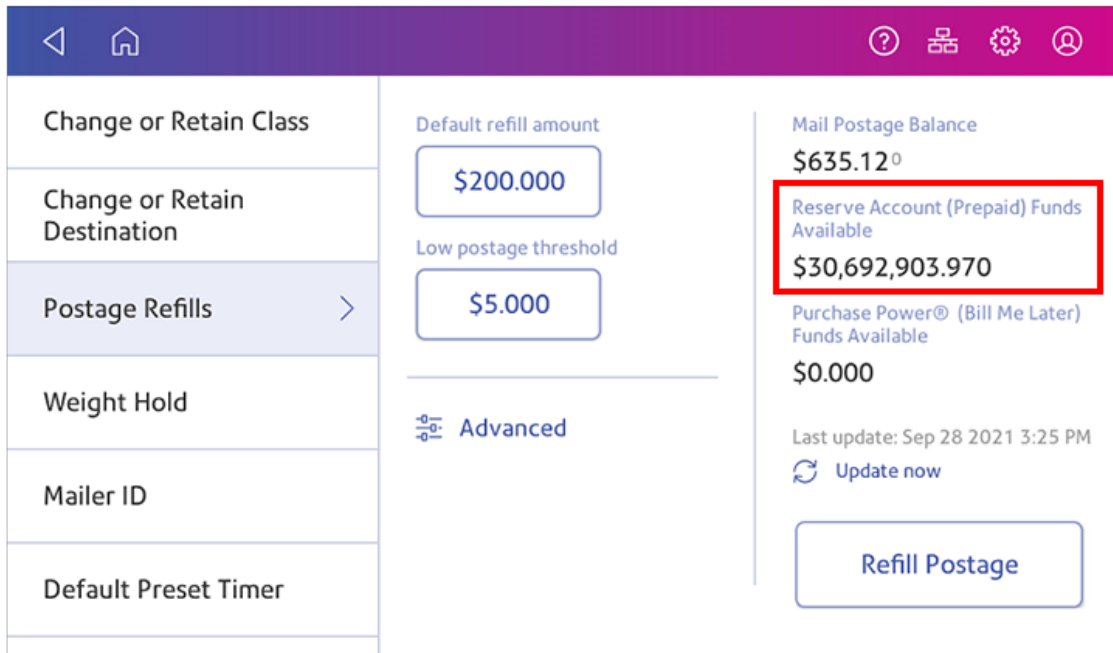 Change or Retain Class
Change or Retain
Destination
Postage Refills
Weight Hold
Mailer ID
Default Preset Timer
Default refill amount
$200.000
Low postage threshold
$5.000
Advanced
Mail Postage Balance
$635.120
Reserve Account (Prepaid) Funds
Available
$30,692,903.970
Purchase Power® (Bill Me Later)
Funds Available
$0.000
Last update: Sep 28 2021 3:25 PM
Update now
Refill Postage